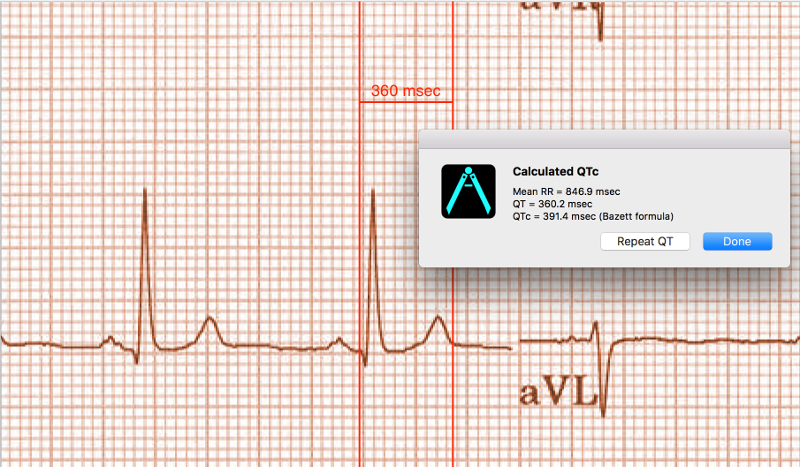 360 msec
Calculated QTc
Mean RR = 846.9 msec
QT = 360.2 msec
QTc = 391.4 msec (Bazett formula)
Repeat QT
Done
aVL